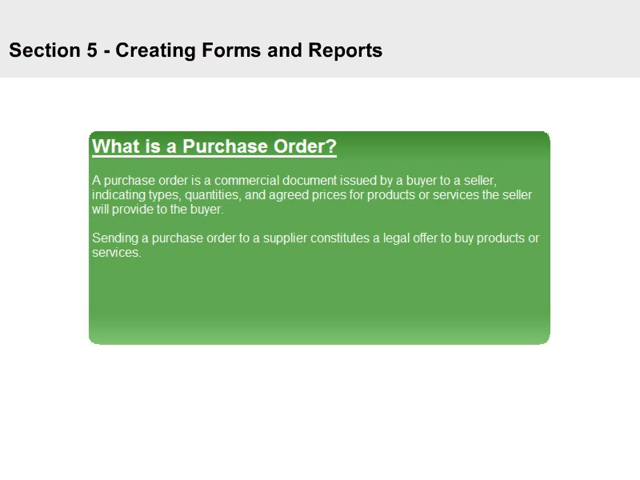 Section 5 - Creating Forms and Reports
What is a Purchase Order?
A purchase order is a commercial document issued by a buyer to a seller,
indicating types, quantities, and agreed prices for products or services the seller
will provide to the buyer.
Sending a purchase order to a supplier constitutes a legal offer to buy products or
services.